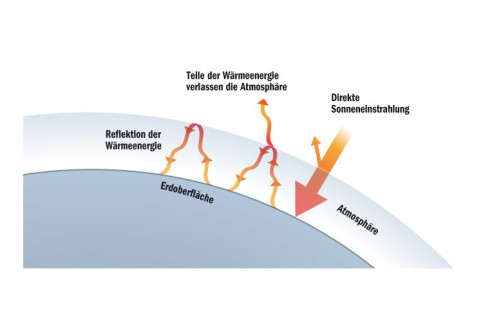 Teile der Wärmeenergie
verlassen die Atmosphäre
Direkte
Sonneneinstrahlung
Reflektion der
Wärmeenergie
Erdoberfläche
Atmosphäre